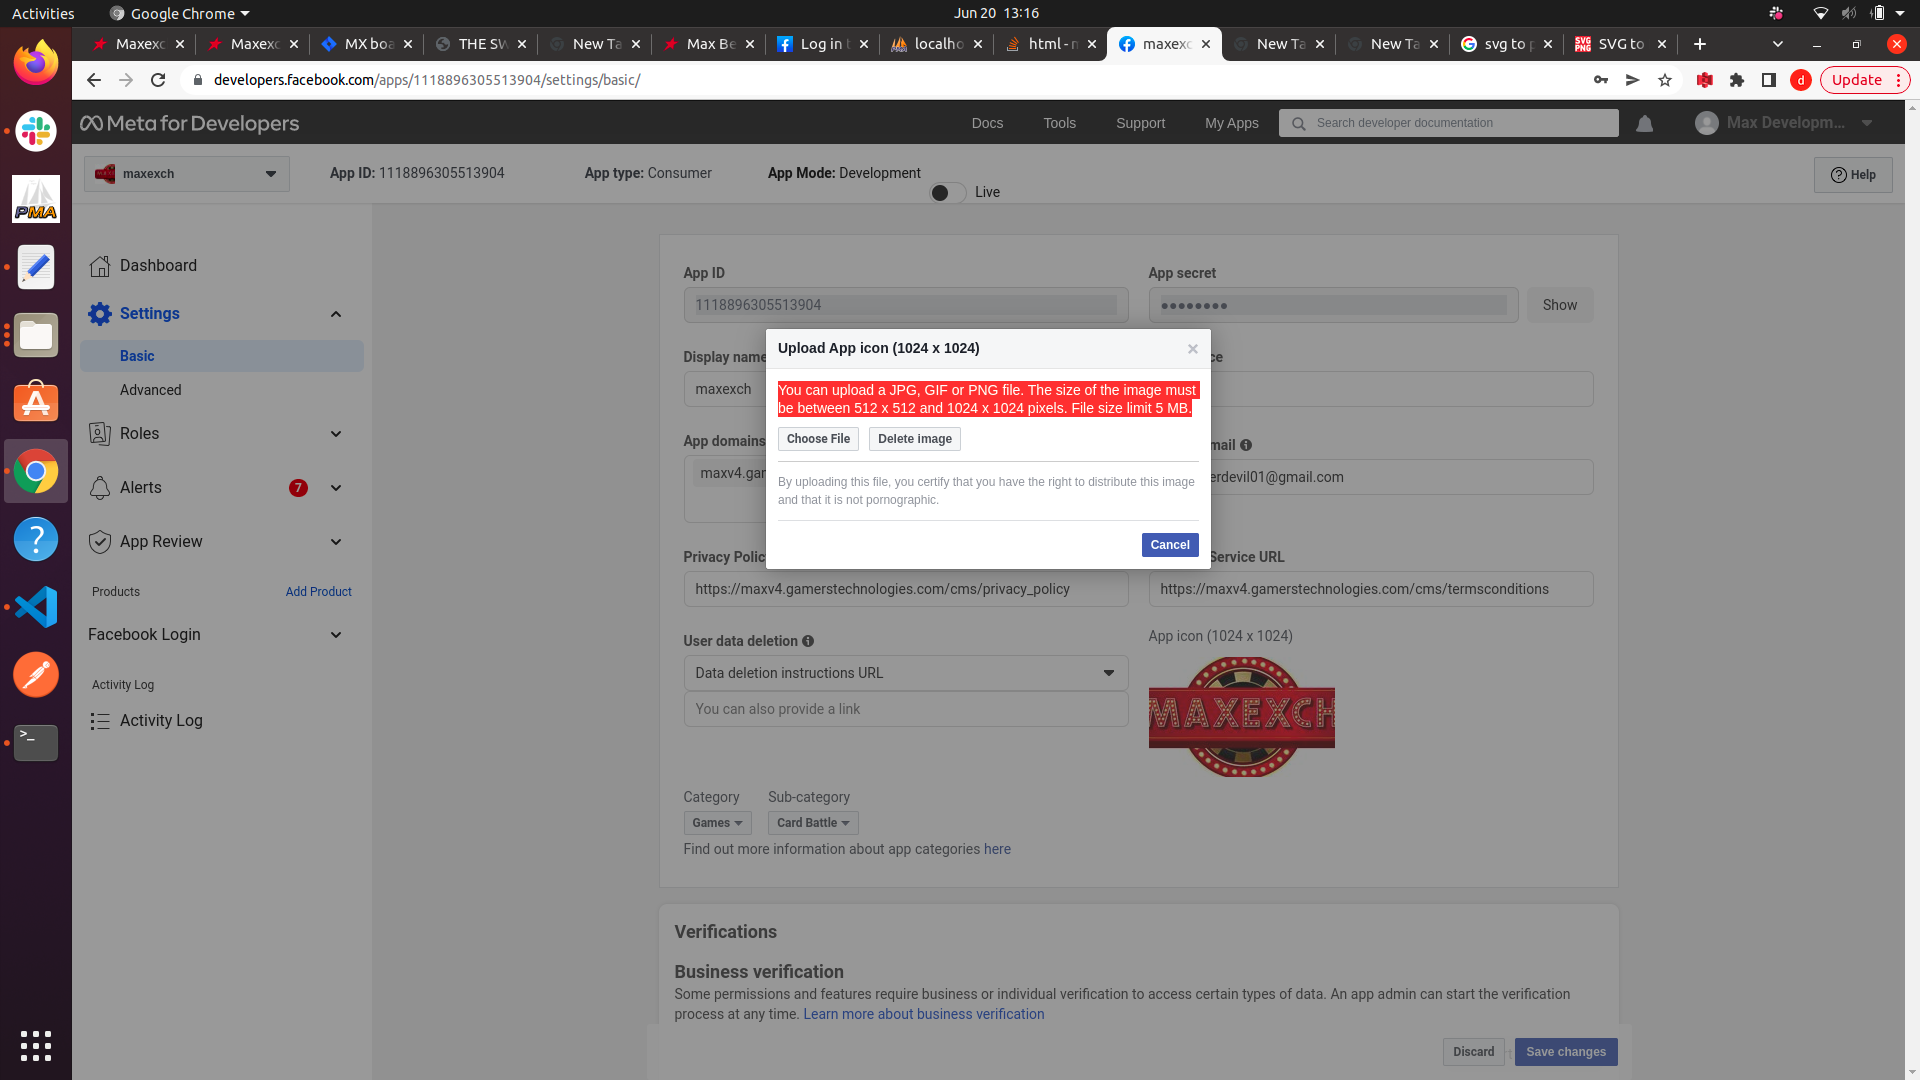 Activities
Google Chrome
Jun 20 13:16
Maxexc
Maxexc
MX boa
THE SW
New Ta
Max Be
Log in t
localho
html - n
maxexc
New Ta
New Ta
svg to p
SVG to
developers.facebook.com/apps/1118896305513904/settings/basic/
d
Update
Meta for Developers
Docs
Tools
Support
My Apps
Search developer documentation
Max Developm...
maxexch
App ID: 1118896305513904
App type: Consumer
App Mode: Development
Live
Help
PMA
Dashboard
Settings
Basic
Advanced
Roles
Alerts
7
App Review
Products
Add Product
Facebook Login
Activity Log
Activity Log
App ID
App secret
1118896305513904
Show
Display name
ce
maxexch
App domains
mail
maxv4.gam
erdevil01@gmail.com
Upload App icon (1024 x 1024)
You can upload a JPG, GIF or PNG file. The size of the image must
be between 512 x 512 and 1024 x 1024 pixels. File size limit 5 MB.
Choose File
Delete image
By uploading this file, you certify that you have the right to distribute this image
and that it is not pornographic.
Cancel
Privacy Polic
Service URL
https://maxv4.gamerstechnologies.com/cms/privacy_policy
https://maxv4.gamerstechnologies.com/cms/termsconditions
User data deletion
App icon (1024 x 1024)
Data deletion instructions URL
You can also provide a link
MAXEXCH
Category
Sub-category
Games
Card Battle
Find out more information about app categories here
Verifications
Business verification
Some permissions and features require business or individual verification to access certain types of data. An app admin can start the verification
process at any time. Learn more about business verification
Discard
Save changes